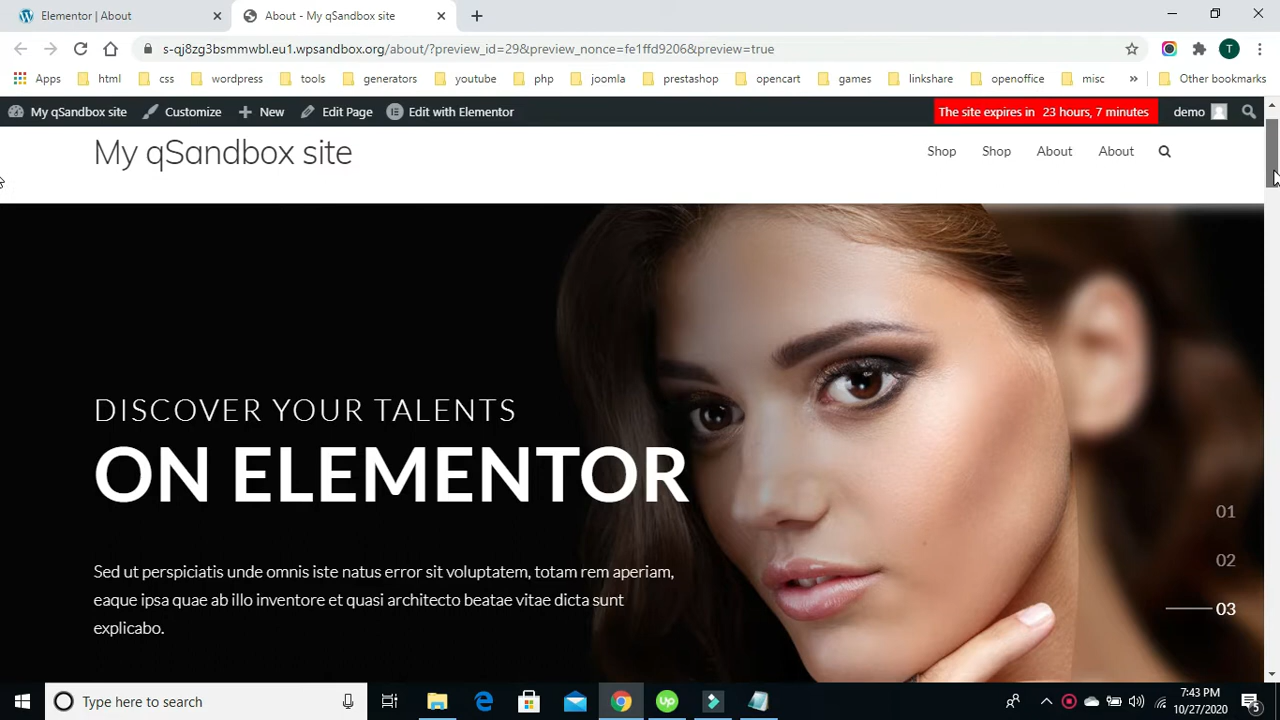 Elementor | About
About - My qSandbox site
s-qj8zg3bsmmwbl.eu1.wpsandbox.org/about/?preview_id=29&preview_nonce=fe1ffd9206&preview=true
T
Apps html css wordpress tools generators youtube php joomla prestashop opencart games linkshare openoffice misc » Other bookmarks
My qSandbox site Customize New Edit Page Edit with Elementor The site expires in 23 hours, 7 minutes demo
My qSandbox site
Shop Shop About About
DISCOVER YOUR TALENTS
ON ELEMENTOR
Sed ut perspiciatis unde omnis iste natus error sit voluptatem, totam rem aperiam,
eaque ipsa quae ab illo inventore et quasi architecto beatae vitae dicta sunt
explicabo.
01
02
03
Type here to search
Up
7:43 PM
10/27/2020
5